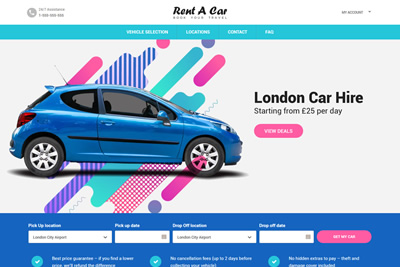 24/7 Assistance
1-888-888-888
Rent A Car
BOOK YOUR TRAVEL
MY ACCOUNT
VEHICLE SELECTION LOCATIONS CONTACT FAQ
London Car Hire
Starting from £25 per day
VIEW DEALS
Pick Up location Pick up date Drop Off location Drop off date
London City Airport London City Airport GET MY CAR
Best price guarantee – if you find a lower price, we'll refund the difference
No cancellation fees (up to 2 days before collecting your vehicle)
No hidden extras to pay – theft and damage cover included